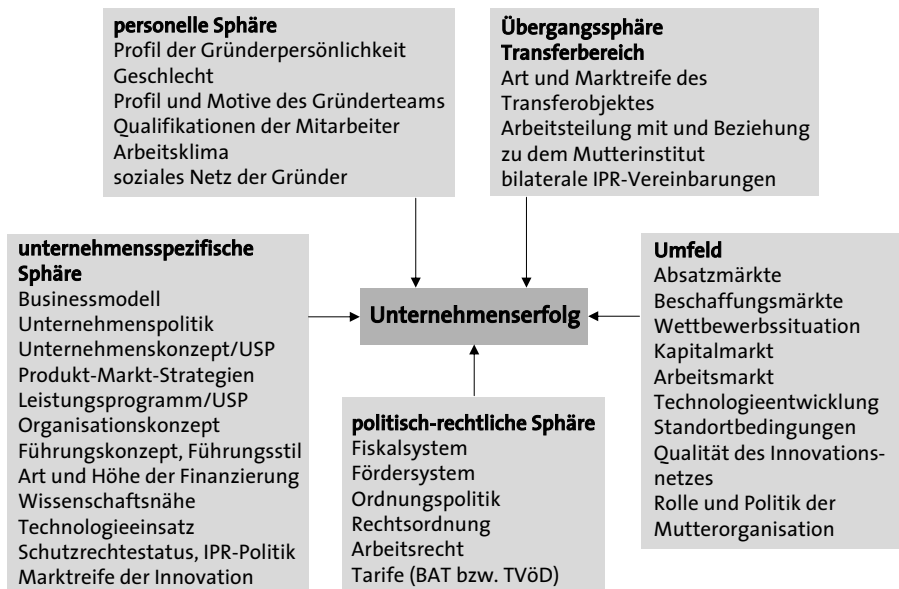 personelle Sphäre
Profil der Gründerpersönlichkeit
Geschlecht
Profil und Motive des Gründerteams
Qualifikationen der Mitarbeiter
Arbeitsklima
soziales Netz der Gründer
Übergangssphäre
Transferbereich
Art und Marktreife des
Transferobjektes
Arbeitsteilung mit und Beziehung
zu dem Mutterinstitut
bilaterale IPR-Vereinbarungen
unternehmensspezifische
Sphäre
Businessmodell
Unternehmenspolitik
Unternehmenskonzept/USP
Produkt-Markt-Strategien
Leistungsprogramm/USP
Organisationskonzept
Führungskonzept, Führungsstil
Art und Höhe der Finanzierung
Wissenschaftsnähe
Technologieeinsatz
Schutzrechtestatus, IPR-Politik
Marktreife der Innovation
Unternehmenserfolg
politisch-rechtliche Sphäre
Fiskalsystem
Fördersystem
Ordnungspolitik
Rechtsordnung
Arbeitsrecht
Tarife (BAT bzw. TVöD)
Umfeld
Absatzmärkte
Beschaffungsmärkte
Wettbewerbssituation
Kapitalmarkt
Arbeitsmarkt
Technologieentwicklung
Standortbedingungen
Qualität des Innovations-
netzes
Rolle und Politik der
Mutterorganisation